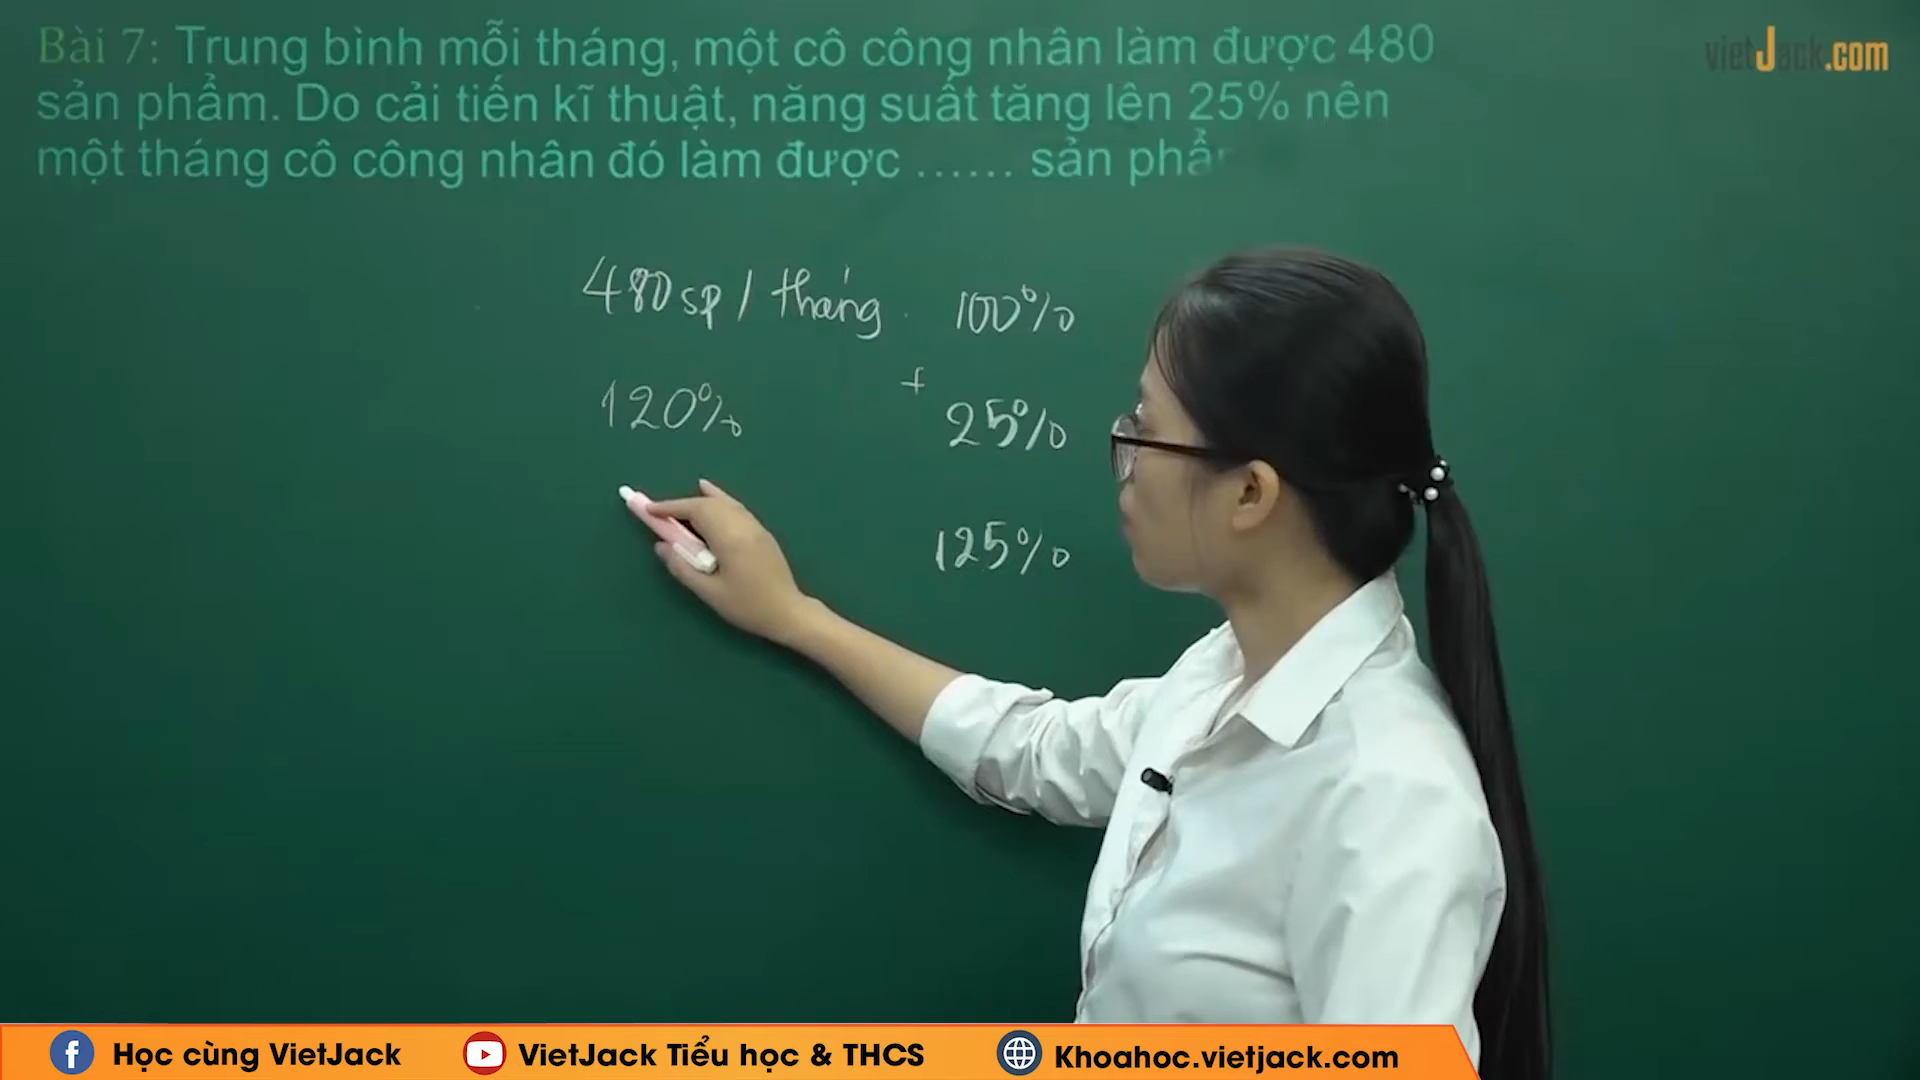 Bài 7: Trung bình mỗi tháng, một cô công nhân làm được 480
sản phẩm. Do cải tiến kĩ thuật, năng suất tăng lên 25% nên
một tháng cô công nhân đó làm được ...... sản phẩ
vietJack.com
480 sp / tháng 100%
120% + 25%
125%
Học cùng VietJack
VietJack Tiểu học & THCS
Khoahoc.vietjack.com